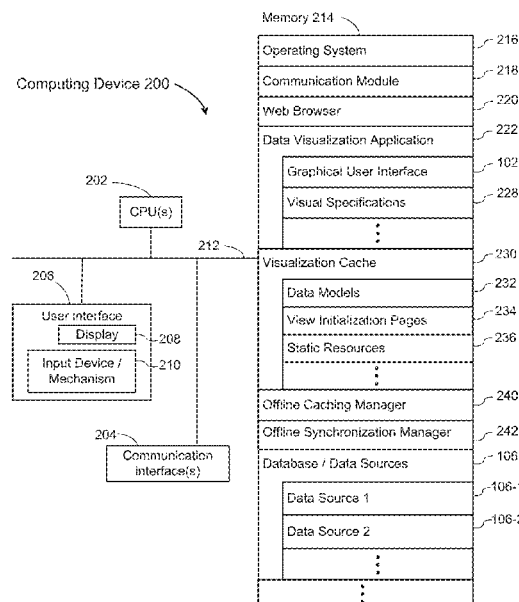 Memory 214
Operating System
216
Communication Module
218
Web Browser
220
Data Visualization Application
222
Graphical User Interface
102
Visual Specifications
228
Computing Device 200
202
CPU(s)
212
206
User interface
Display
208
Input Device /
Mechanism
210
204
Communication
interface(s)
Visualization Cache
230
Data Models
232
View Initialization Pages
234
Static Resources
236
Offline Caching Manager
240
Offline Synchronization Manager
242
Database / Data Sources
106
Data Source 1
106-
Data Source 2
106-2